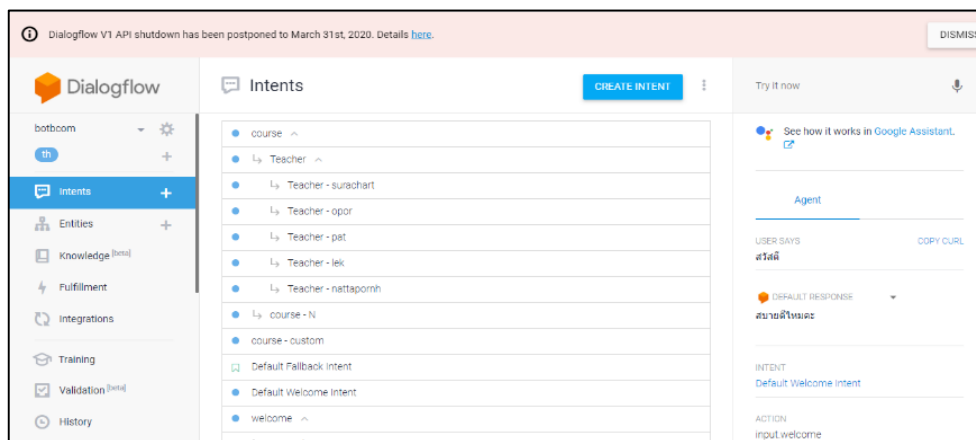 Dialogflow V1 API shutdown has been postponed to March 31st, 2020. Details here.
DISMISS
Dialogflow
botbcom
th
Intents
Entities
Knowledge [beta]
Fulfillment
Integrations
Training
Validation [beta]
History
Intents
CREATE INTENT
course
Teacher
Teacher - surachart
Teacher - opor
Teacher - pat
Teacher - lek
Teacher - nattapornh
course - N
course - custom
Default Fallback Intent
Default Welcome Intent
welcome
Try it now
See how it works in Google Assistant.
Agent
USER SAYS
COPY CURL
สวัสดี
DEFAULT RESPONSE
สบายดีไหมคะ
INTENT
Default Welcome Intent
ACTION
input.welcome